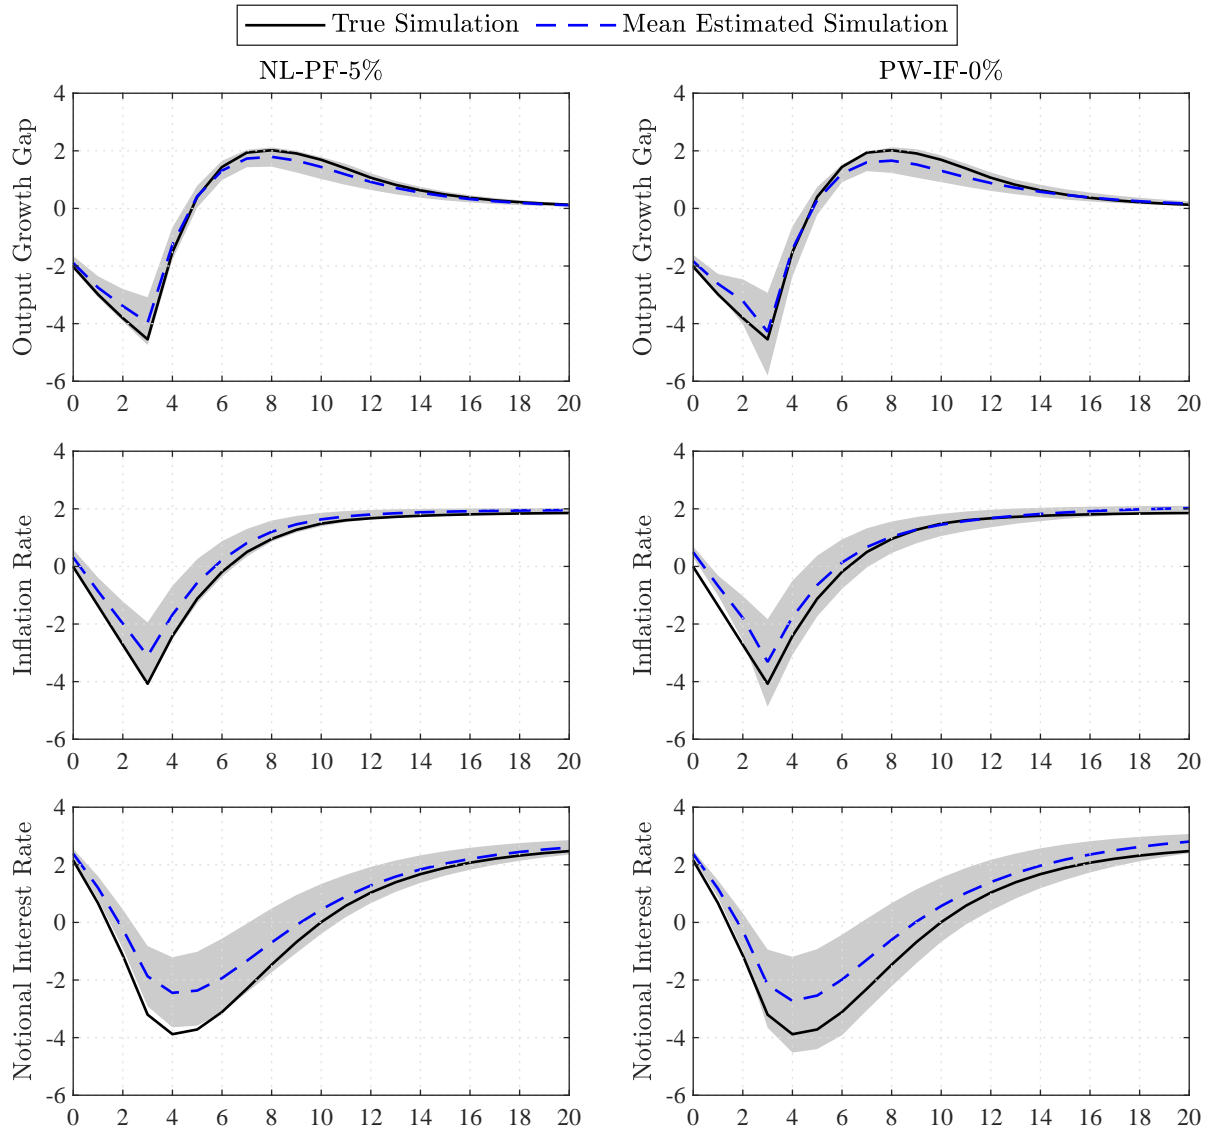 True Simulation Mean Estimated Simulation
NL-PF-5%
PW-IF-0%
Output Growth Gap
4
2
0
-2
-4
-6
0 2 4 6 8 10 12 14 16 18 20
Output Growth Gap
4
2
0
-2
-4
-6
0 2 4 6 8 10 12 14 16 18 20
Inflation Rate
4
2
0
-2
-4
-6
0 2 4 6 8 10 12 14 16 18 20
Inflation Rate
4
2
0
-2
-4
-6
0 2 4 6 8 10 12 14 16 18 20
Notional Interest Rate
4
2
0
-2
-4
-6
0 2 4 6 8 10 12 14 16 18 20
Notional Interest Rate
4
2
0
-2
-4
-6
0 2 4 6 8 10 12 14 16 18 20